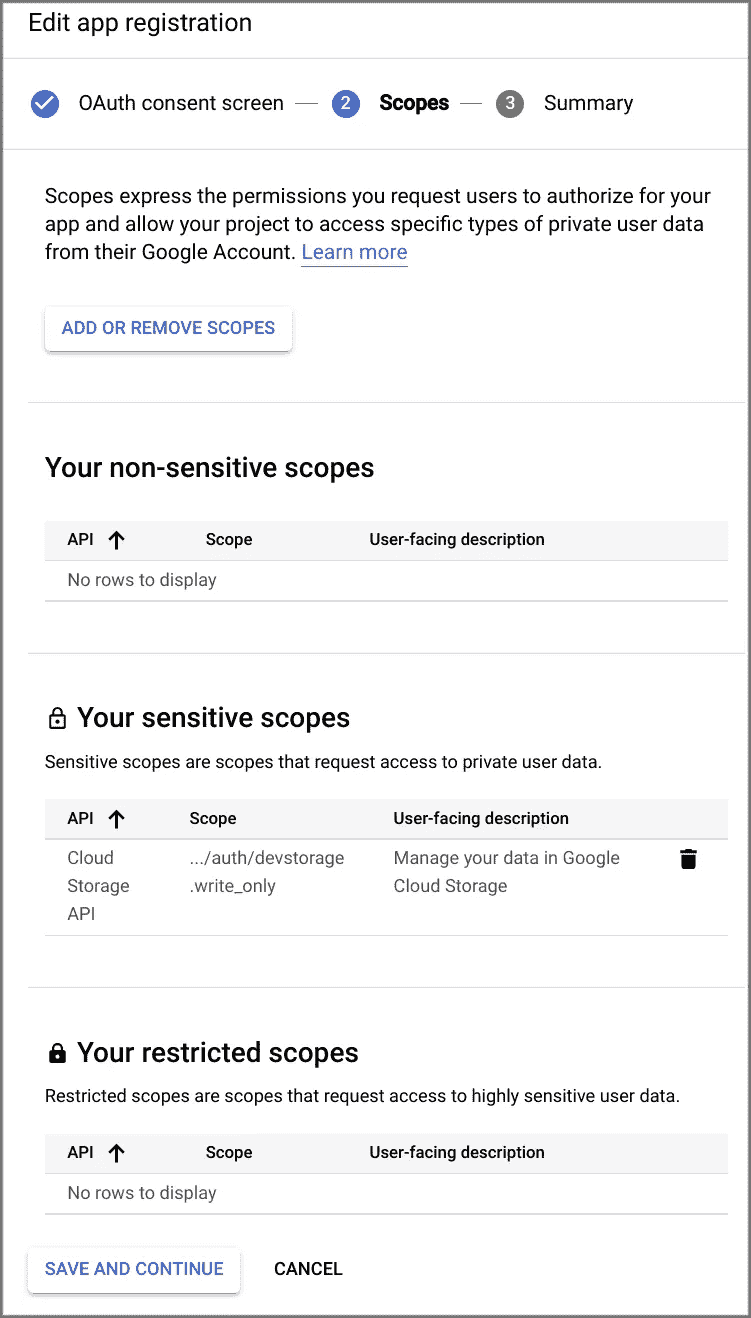 Edit app registration
OAuth consent screen 2 Scopes 3 Summary
Scopes express the permissions you request users to authorize for your
app and allow your project to access specific types of private user data
from their Google Account. Learn more
ADD OR REMOVE SCOPES
Your non-sensitive scopes
API Scope User-facing description
No rows to display
Your sensitive scopes
Sensitive scopes are scopes that request access to private user data.
API Scope User-facing description
Cloud .../auth/devstorage Manage your data in Google
Storage .write_only Cloud Storage
API
Your restricted scopes
Restricted scopes are scopes that request access to highly sensitive user data.
API Scope User-facing description
No rows to display
SAVE AND CONTINUE CANCEL